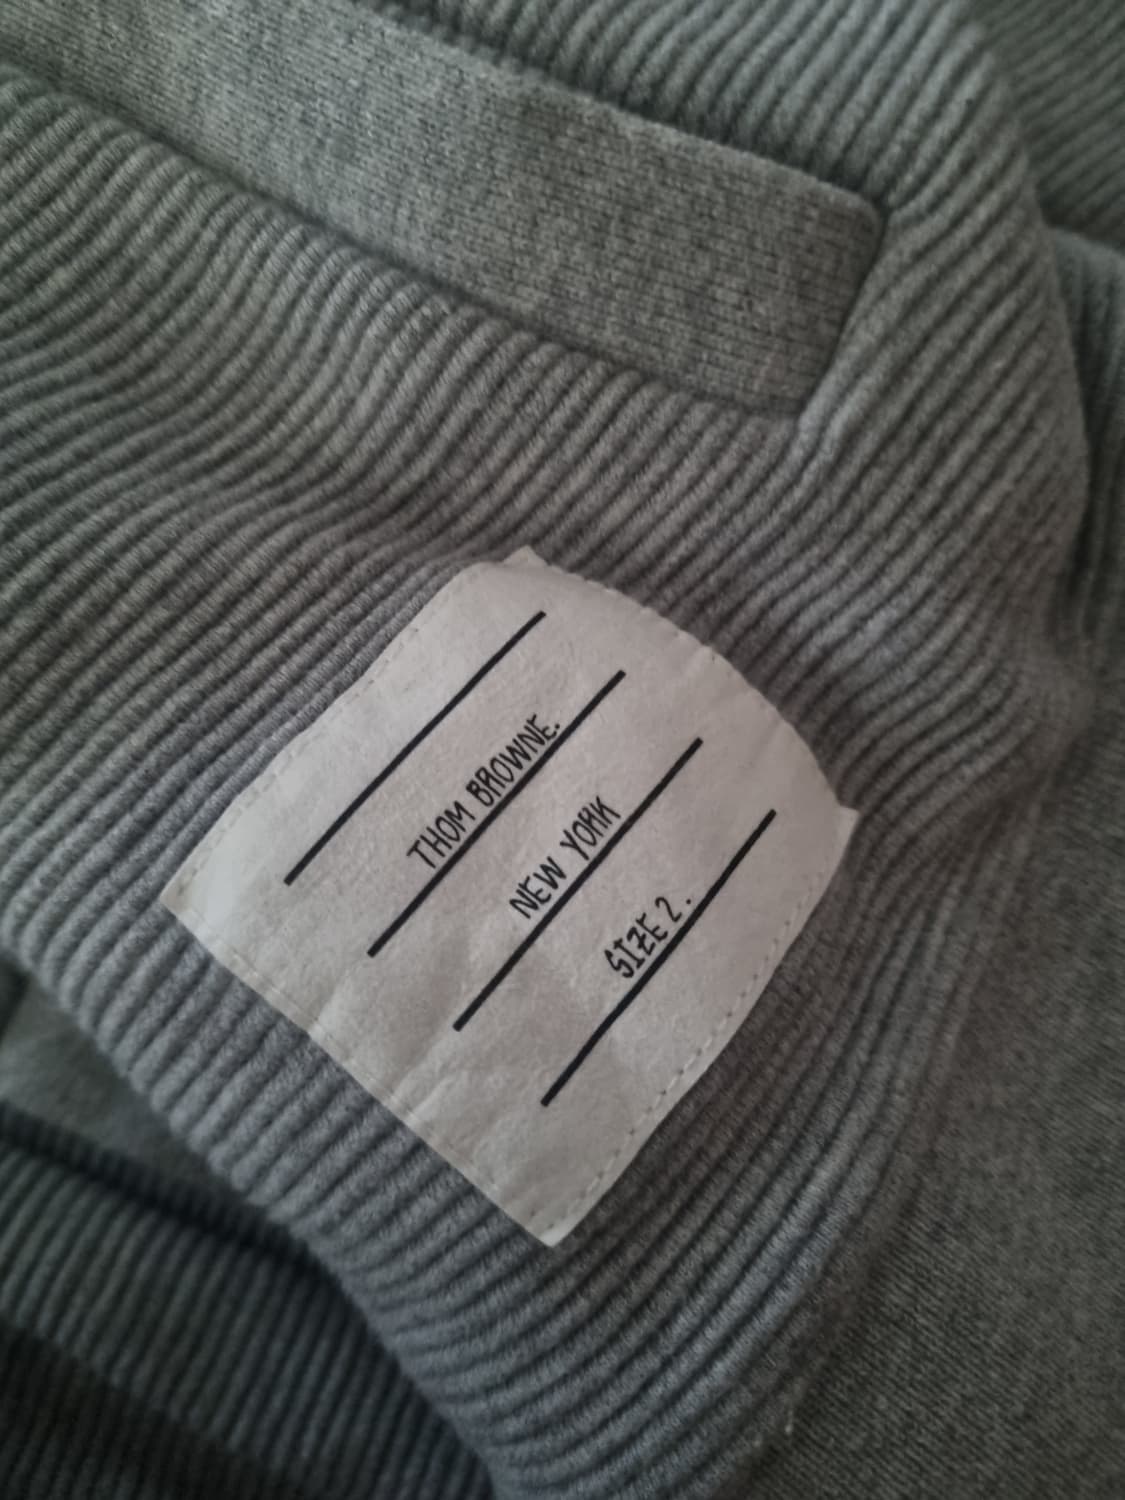 THOM BROWNE.
NEW YORK
SIZE 2.